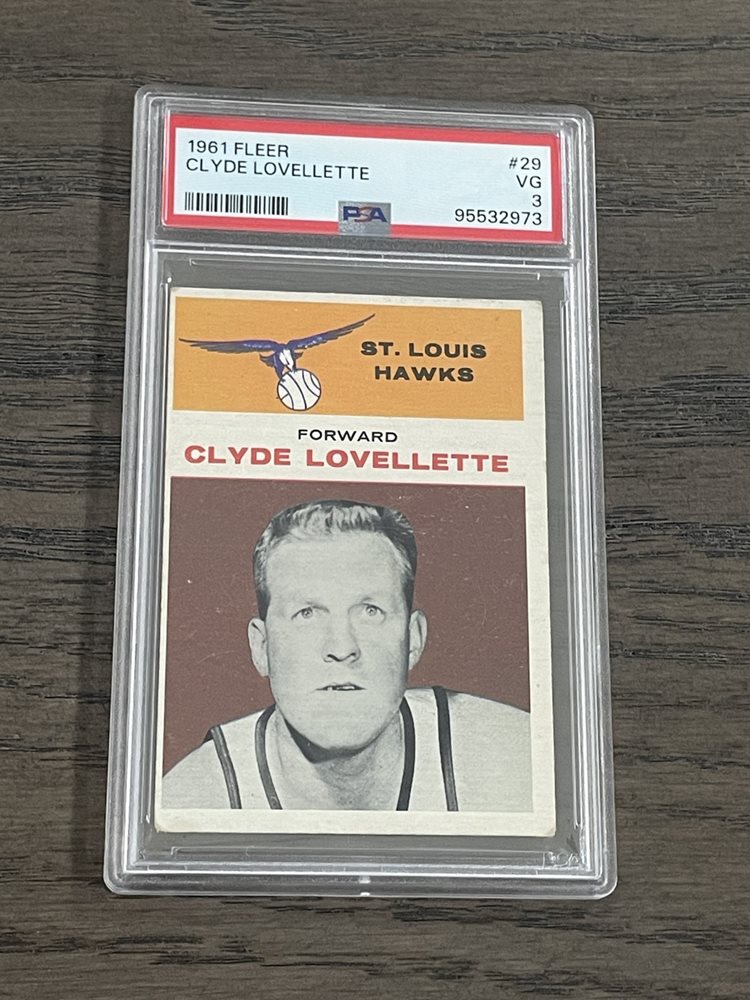 1961 FLEER
CLYDE LOVELLETTE
#29
VG
3
PSA
95532973
ST. LOUIS
HAWKS
FORWARD
CLYDE LOVELLETTE